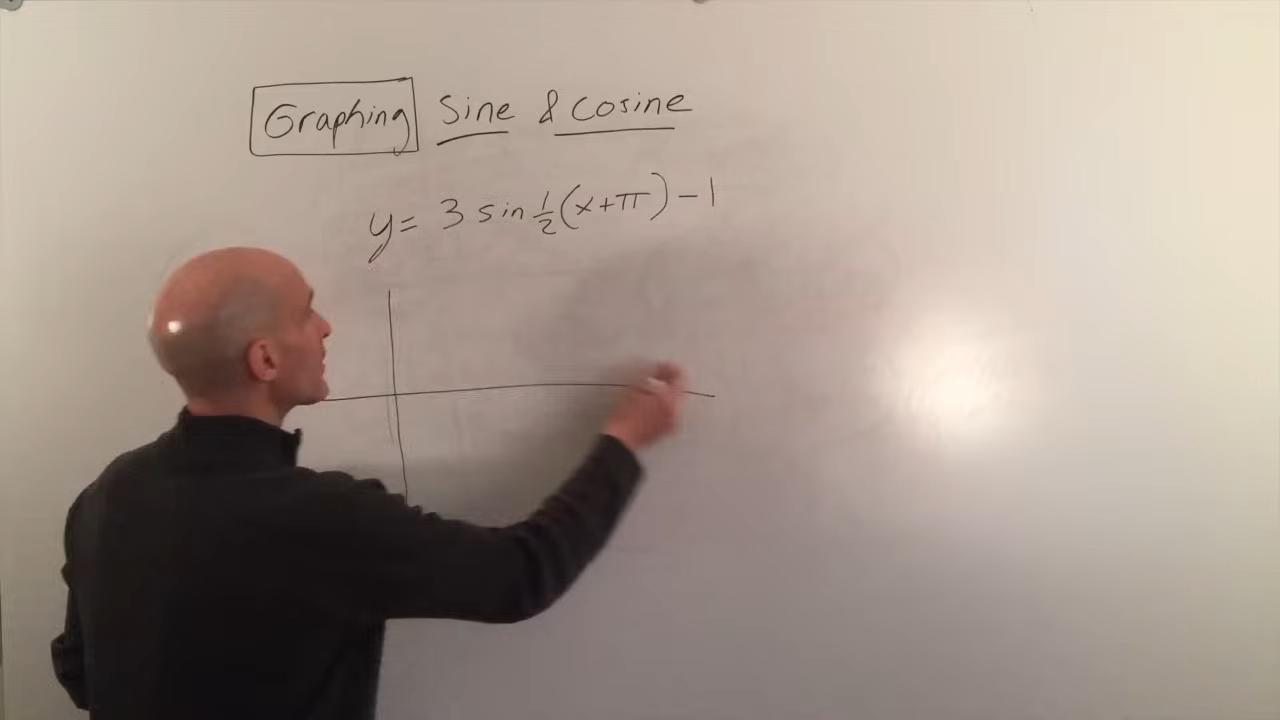 Graphing Sine & Cosine
y = 3 sin ½(x+π) − 1